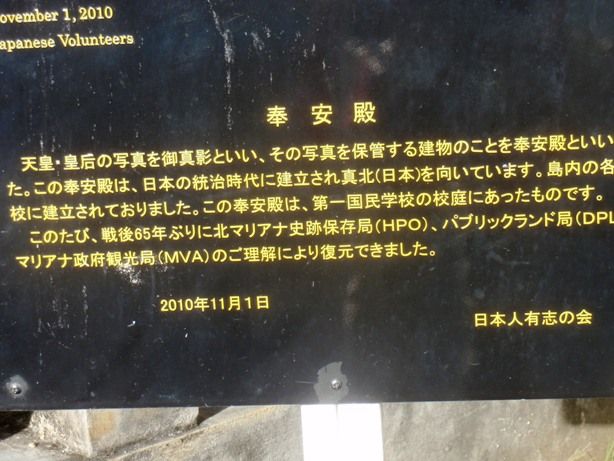 ovember 1, 2010
apanese Volunteers
奉安殿
天皇・皇后の写真を御真影といい、その写真を保管する建物のことを奉安殿とい
た。この奉安殿は、日本の統治時代に建立され真北(日本)を向いています。島内の各
校に建立されておりました。この奉安殿は、第一国民学校の校庭にあったものです。
このたび、戦後65年ぶりに北マリアナ史跡保存局(HPO)、パブリックランド局(DPL
マリアナ政府観光局(MVA)のご理解により復元できました。
2010年11月1日
日本人有志の会